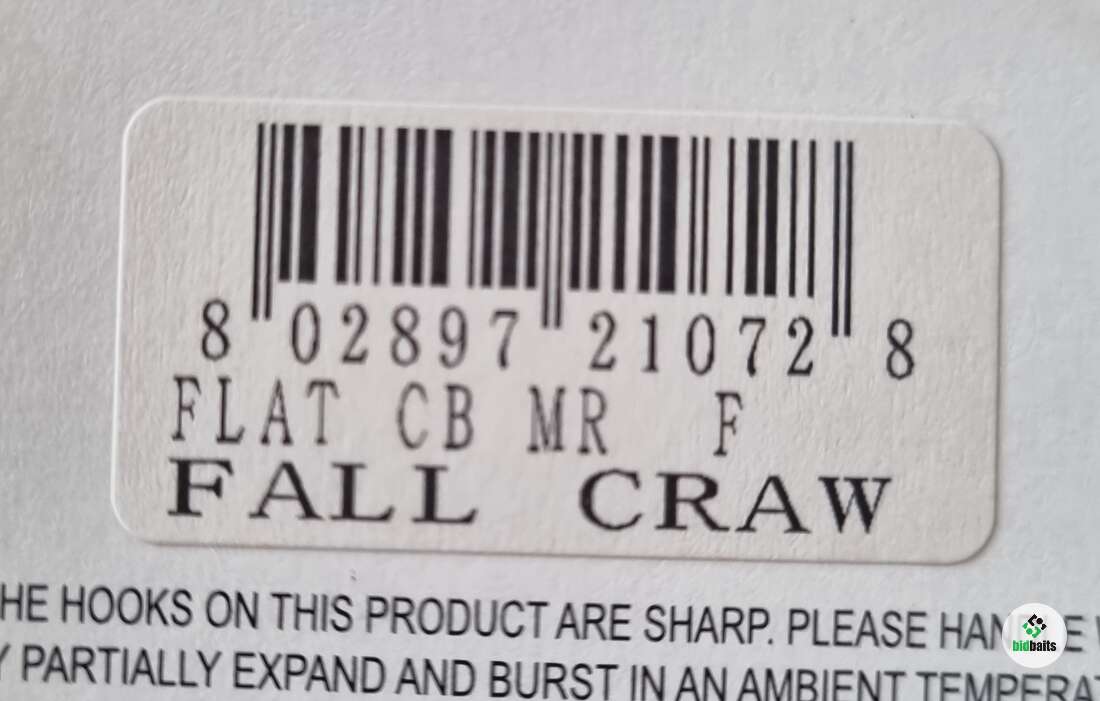 8 02897 21072 8
FLAT CB MR F
FALL CRAW
HE HOOKS ON THIS PRODUCT ARE SHARP. PLEASE HAN
bidbaits
Y PARTIALLY EXPAND AND BURST IN AN AMBIENT TEMPERA